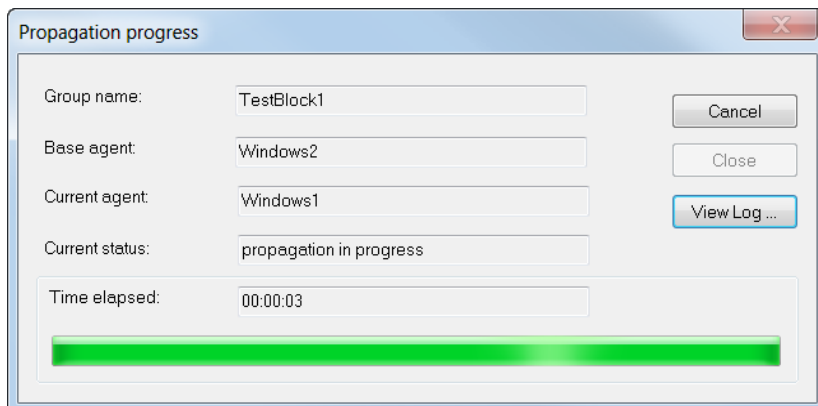 Propagation progress
Group name: TestBlock1
Cancel
Base agent: Windows2
Close
Current agent: Windows1
View Log ...
Current status: propagation in progress
Time elapsed: 00:00:03